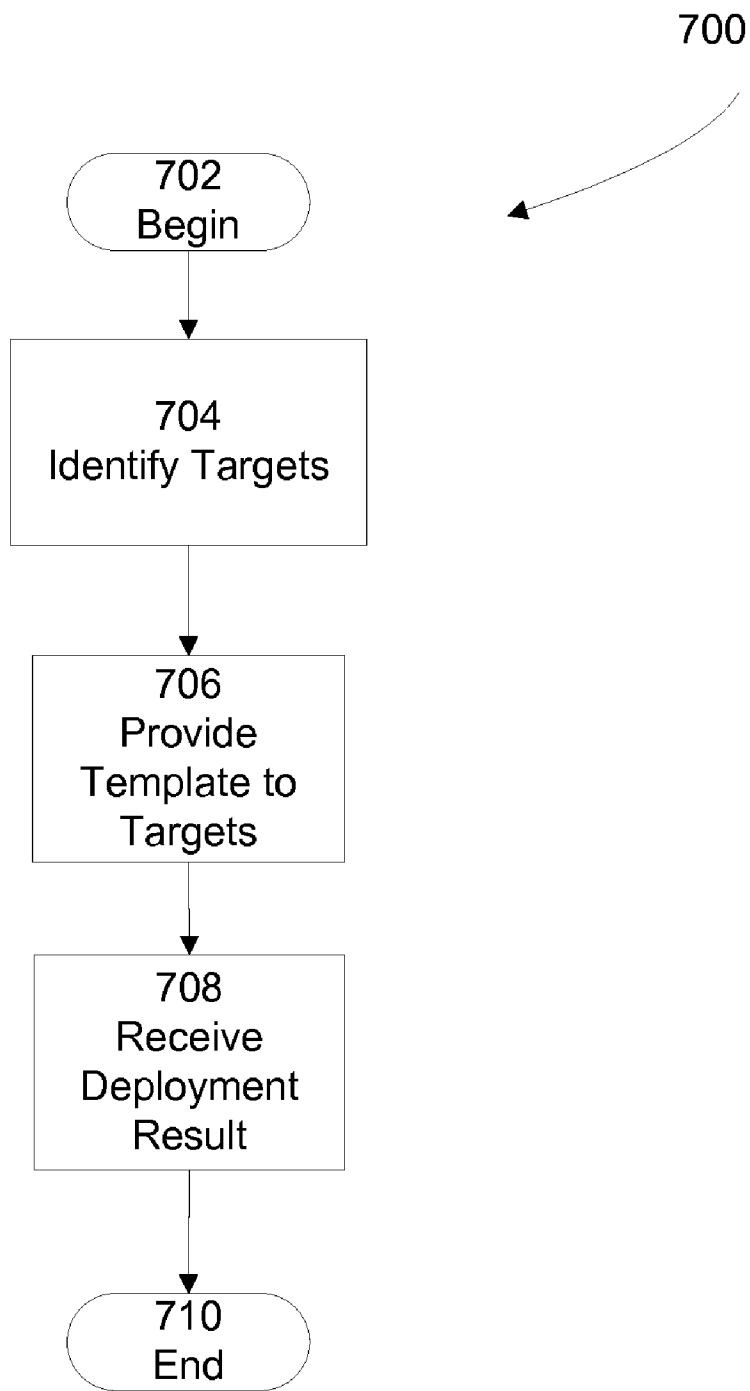 700
702
Begin
704
Identify Targets
706
Provide
Template to
Targets
708
Receive
Deployment
Result
710
End